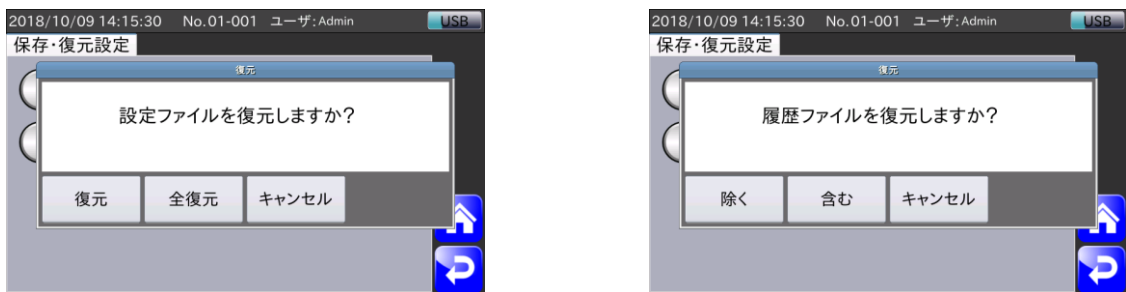 2018/10/09 14:15:30 No.01-001 ユーザ:Admin USB
保存・復元設定
復元
設定ファイルを復元しますか?
復元 全復元 キャンセル
2018/10/09 14:15:30 No.01-001 ユーザ:Admin USB
保存・復元設定
復元
履歴ファイルを復元しますか?
除く 含む キャンセル